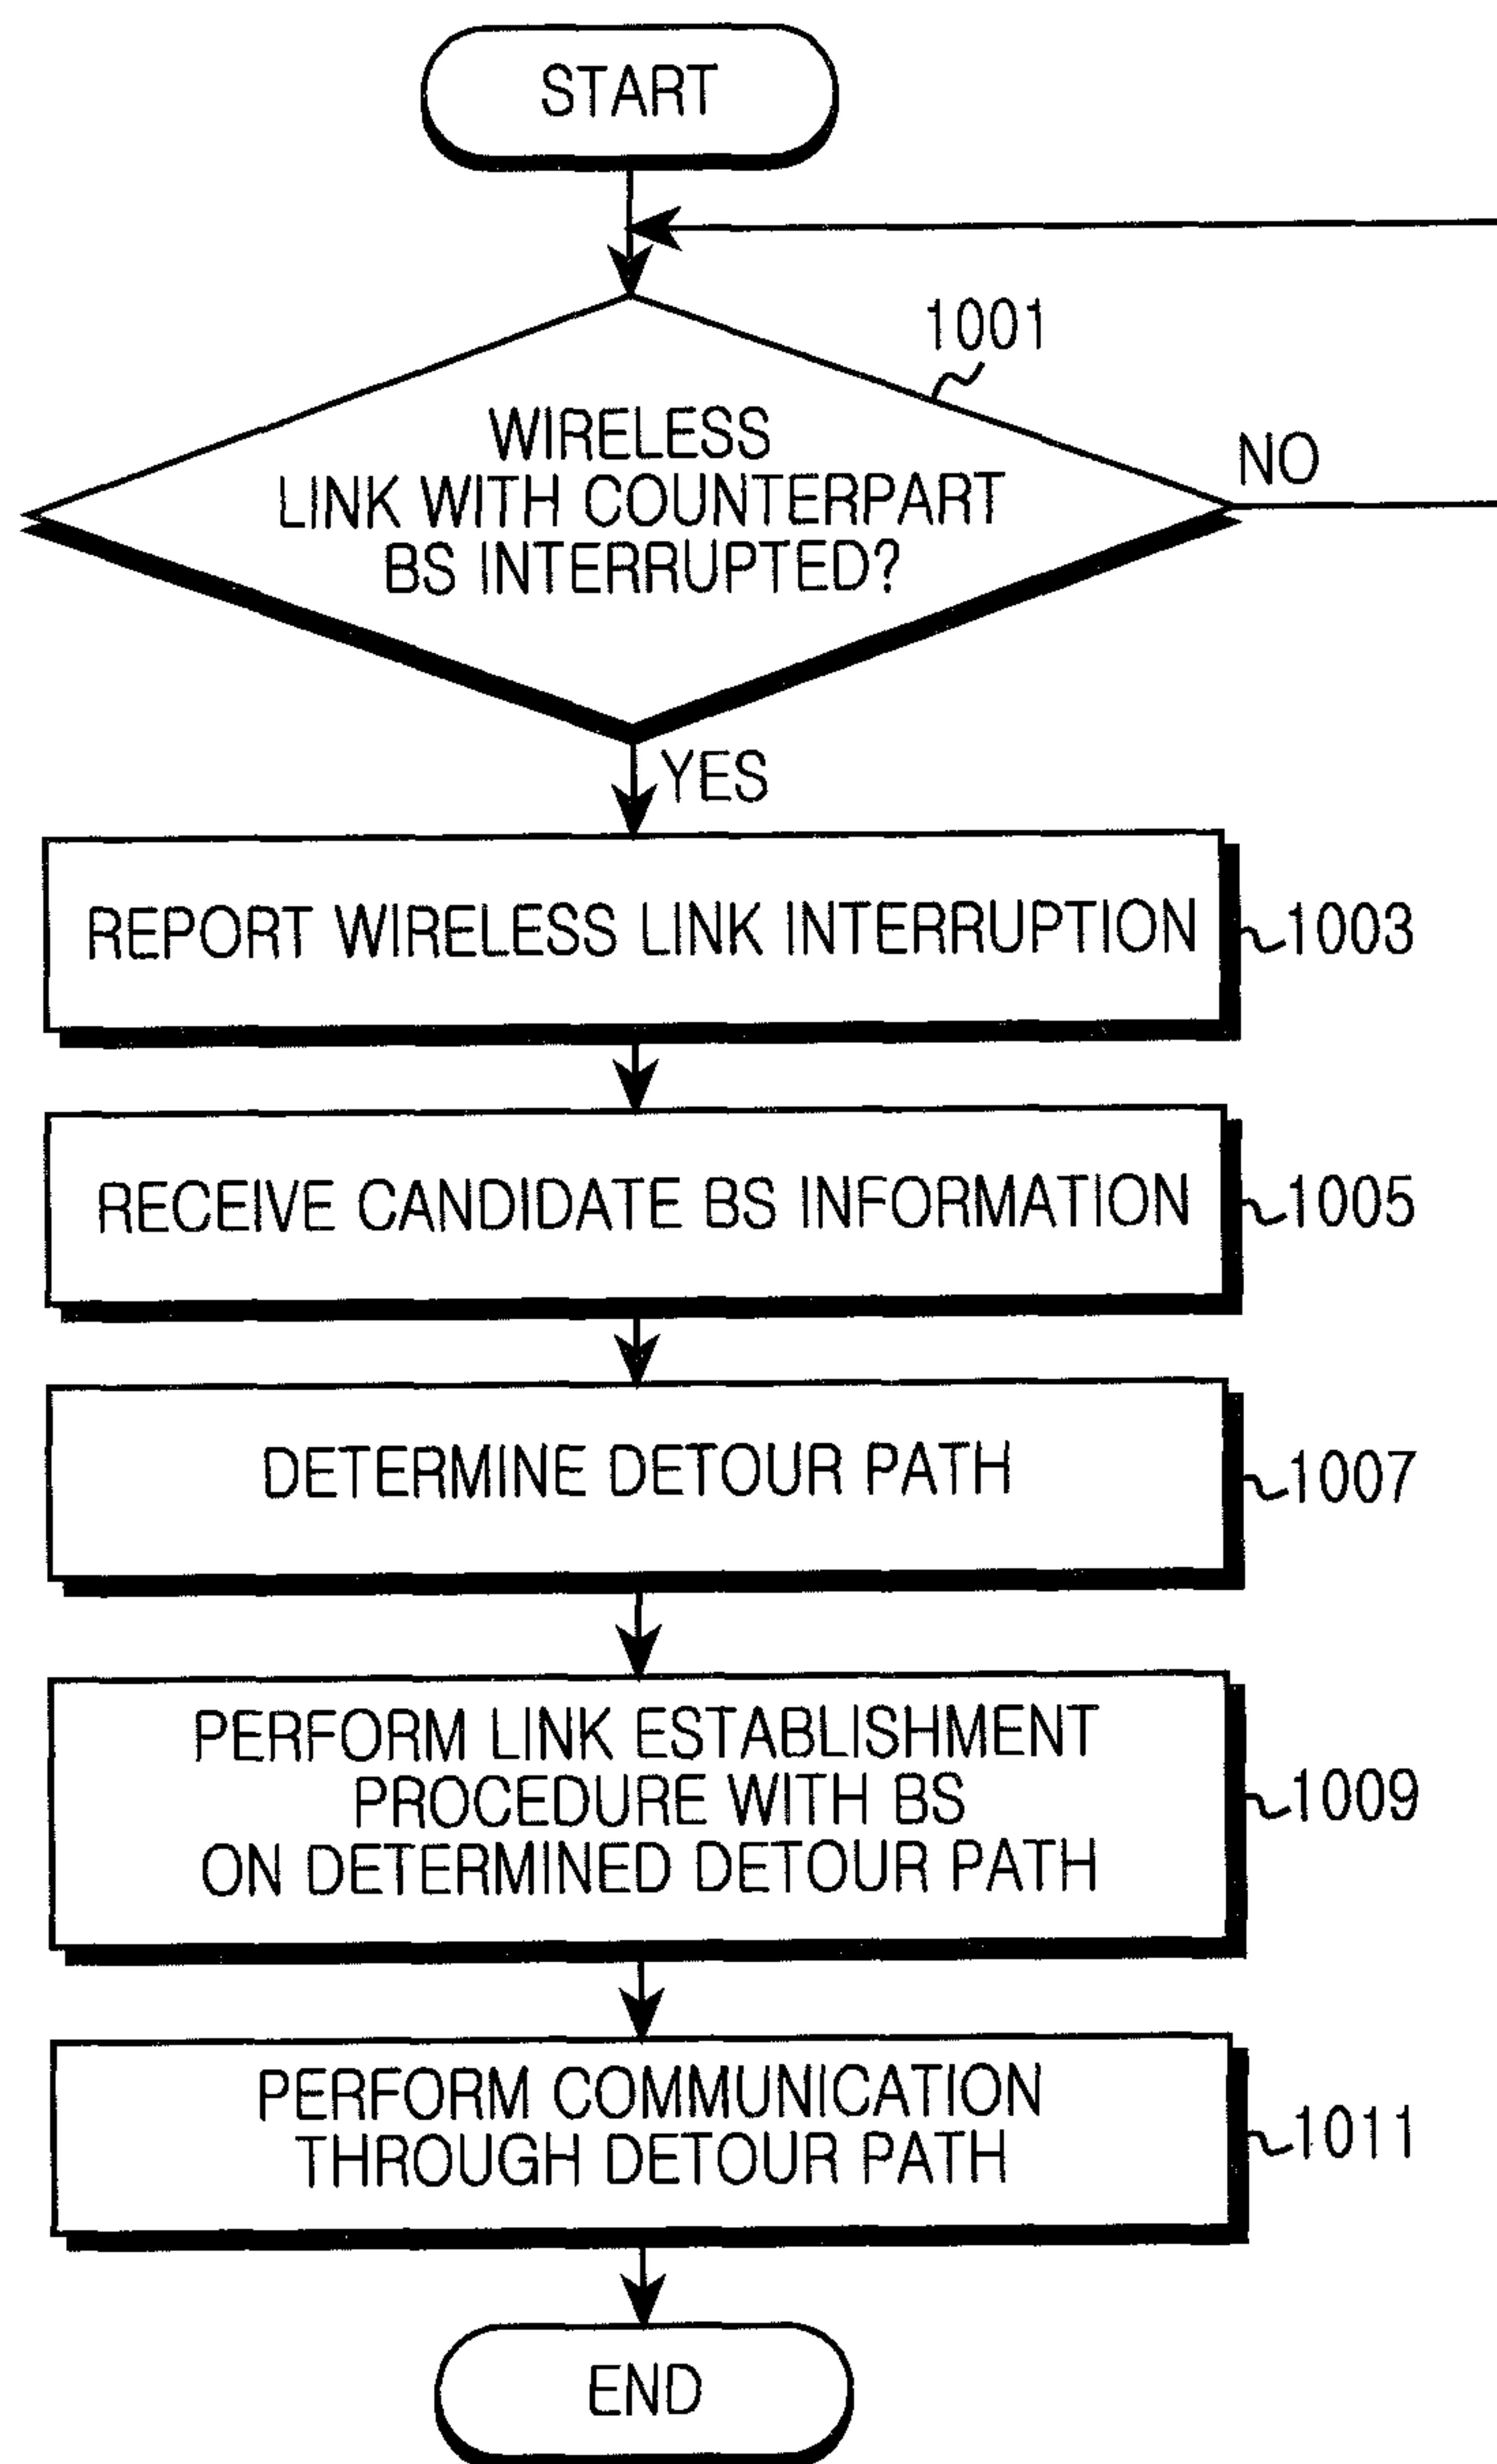 START
1001
WIRELESS
LINK WITH COUNTERPART
BS INTERRUPTED?
NO
YES
REPORT WIRELESS LINK INTERRUPTION
1003
RECEIVE CANDIDATE BS INFORMATION
1005
DETERMINE DETOUR PATH
1007
PERFORM LINK ESTABLISHMENT
PROCEDURE WITH BS
ON DETERMINED DETOUR PATH
1009
PERFORM COMMUNICATION
THROUGH DETOUR PATH
1011
END